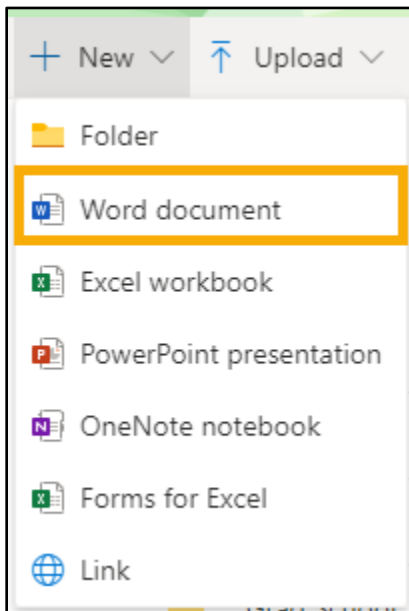 New Upload
Folder
Word document
Excel workbook
PowerPoint presentation
OneNote notebook
Forms for Excel
Link